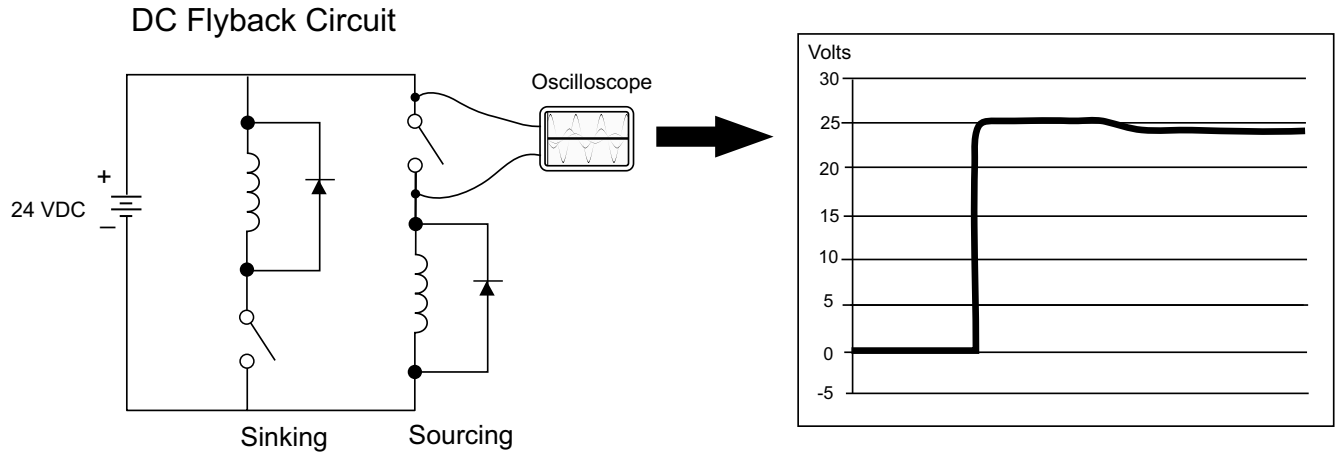 DC Flyback Circuit
Oscilloscope
+
24 VDC
–
Sinking
Sourcing
Volts
30
25
20
15
10
5
0
-5